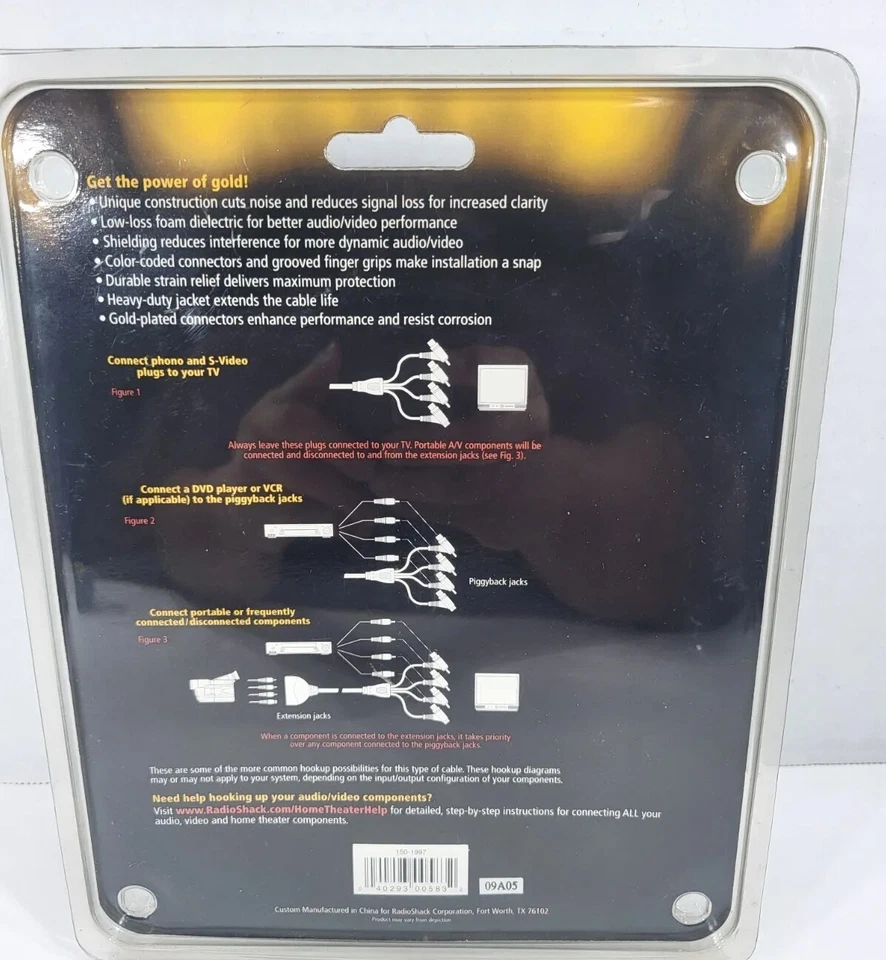 Get the power of gold!
• Unique construction cuts noise and reduces signal loss for increased clarity
• Low-loss foam dielectric for better audio/video performance
• Shielding reduces interference for more dynamic audio/video
• Color-coded connectors and grooved finger grips make installation a snap
• Durable strain relief delivers maximum protection
• Heavy-duty jacket extends the cable life
• Gold-plated connectors enhance performance and resist corrosion
Connect phono and S-Video
plugs to your TV
Figure 1
Always leave these plugs connected to your TV. Portable A/V components will be
connected and disconnected to and from the extension jacks (see Fig. 3).
Connect a DVD player or VCR
(if applicable) to the piggyback jacks
Figure 2
Piggyback jacks
Connect portable or frequently
connected/disconnected components
Figure 3
Extension jacks
When a component is connected to the extension jacks, it takes priority
over any component connected to the piggyback jacks.
These are some of the more common hookup possibilities for this type of cable. These hookup diagrams
may or may not apply to your system, depending on the input/output configuration of your components.
Need help hooking up your audio/video components?
Visit www.RadioShack.com/HomeTheaterHelp for detailed, step-by-step instructions for connecting ALL your
audio, video and home theater components.
150-1997
40293 00583
09A05
Custom Manufactured in China for RadioShack Corporation, Fort Worth, TX 76102
Product may vary from depiction